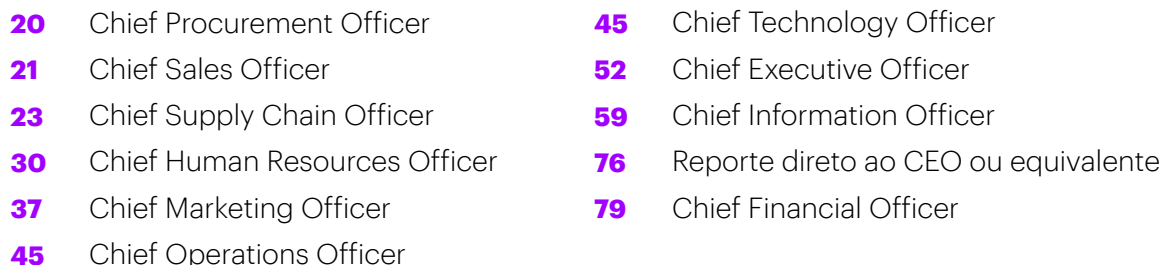 20 Chief Procurement Officer
21 Chief Sales Officer
23 Chief Supply Chain Officer
30 Chief Human Resources Officer
37 Chief Marketing Officer
45 Chief Operations Officer
45 Chief Technology Officer
52 Chief Executive Officer
59 Chief Information Officer
76 Reporte direto ao CEO ou equivalente
79 Chief Financial Officer